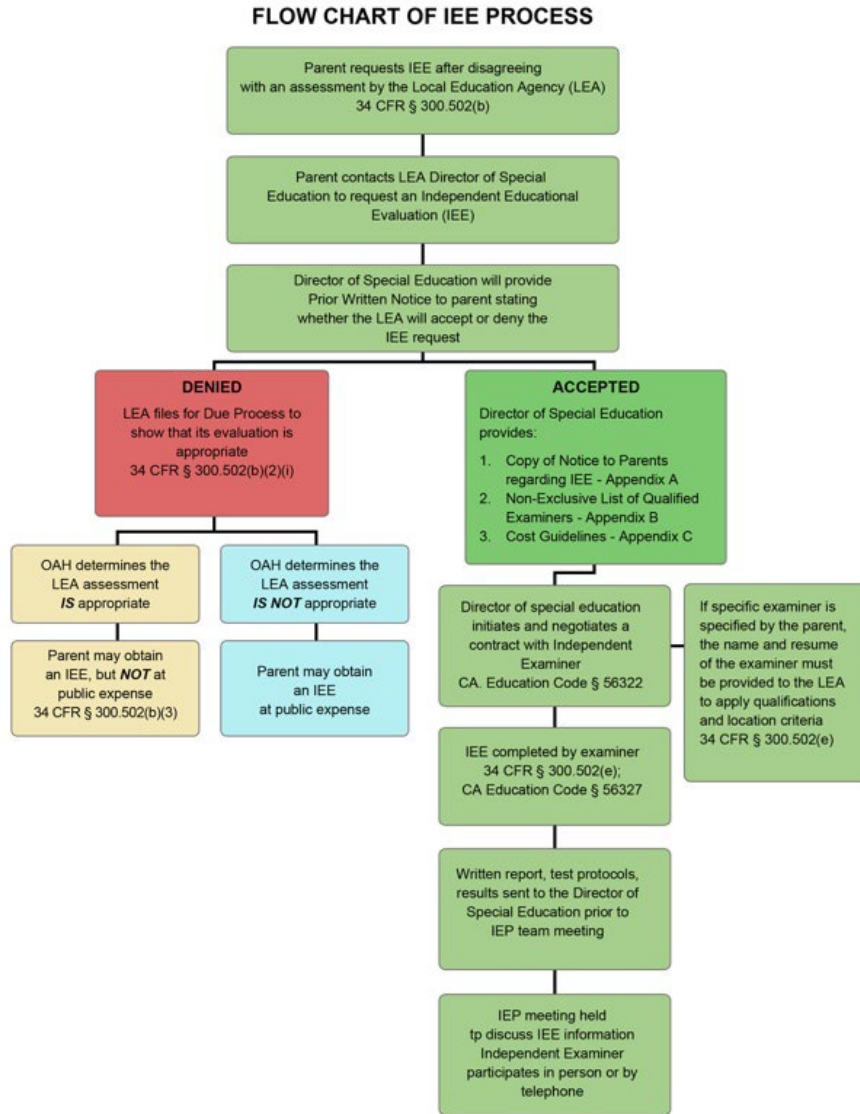 FLOW CHART OF IEE PROCESS
Parent requests IEE after disagreeing
with an assessment by the Local Education Agency (LEA)
34 CFR § 300.502(b)
Parent contacts LEA Director of Special
Education to request an Independent Educational
Evaluation (IEE)
Director of Special Education will provide
Prior Written Notice to parent stating
whether the LEA will accept or deny the
IEE request
DENIED
LEA files for Due Process to
show that its evaluation is
appropriate
34 CFR § 300.502(b)(2)(i)
ACCEPTED
Director of Special Education
provides:
1. Copy of Notice to Parents
regarding IEE - Appendix A
2. Non-Exclusive List of Qualified
Examiners - Appendix B
3. Cost Guidelines - Appendix C
OAH determines the
LEA assessment
IS appropriate
OAH determines the
LEA assessment
IS NOT appropriate
Parent may obtain
an IEE, but NOT at
public expense
34 CFR § 300.502(b)(3)
Parent may obtain
an IEE
at public expense
Director of special education
initiates and negotiates a
contract with Independent
Examiner
CA. Education Code § 56322
If specific examiner is
specified by the parent,
the name and resume
of the examiner must
be provided to the LEA
to apply qualifications
and location criteria
34 CFR § 300.502(e)
IEE completed by examiner
34 CFR § 300.502(e);
CA Education Code § 56327
Written report, test protocols,
results sent to the Director of
Special Education prior to
IEP team meeting
IEP meeting held
tp discuss IEE information
Independent Examiner
participates in person or by
telephone